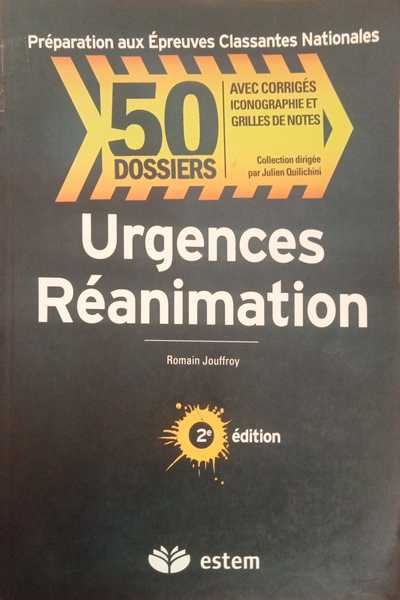 Préparation aux Épreuves Classantes Nationales
50
DOSSIERS
AVEC CORRIGÉS
ICONOGRAPHIE ET
GRILLES DE NOTES
Collection dirigée
par Julien Quilichini
Urgences
Réanimation
Romain Jouffroy
2e édition
estem